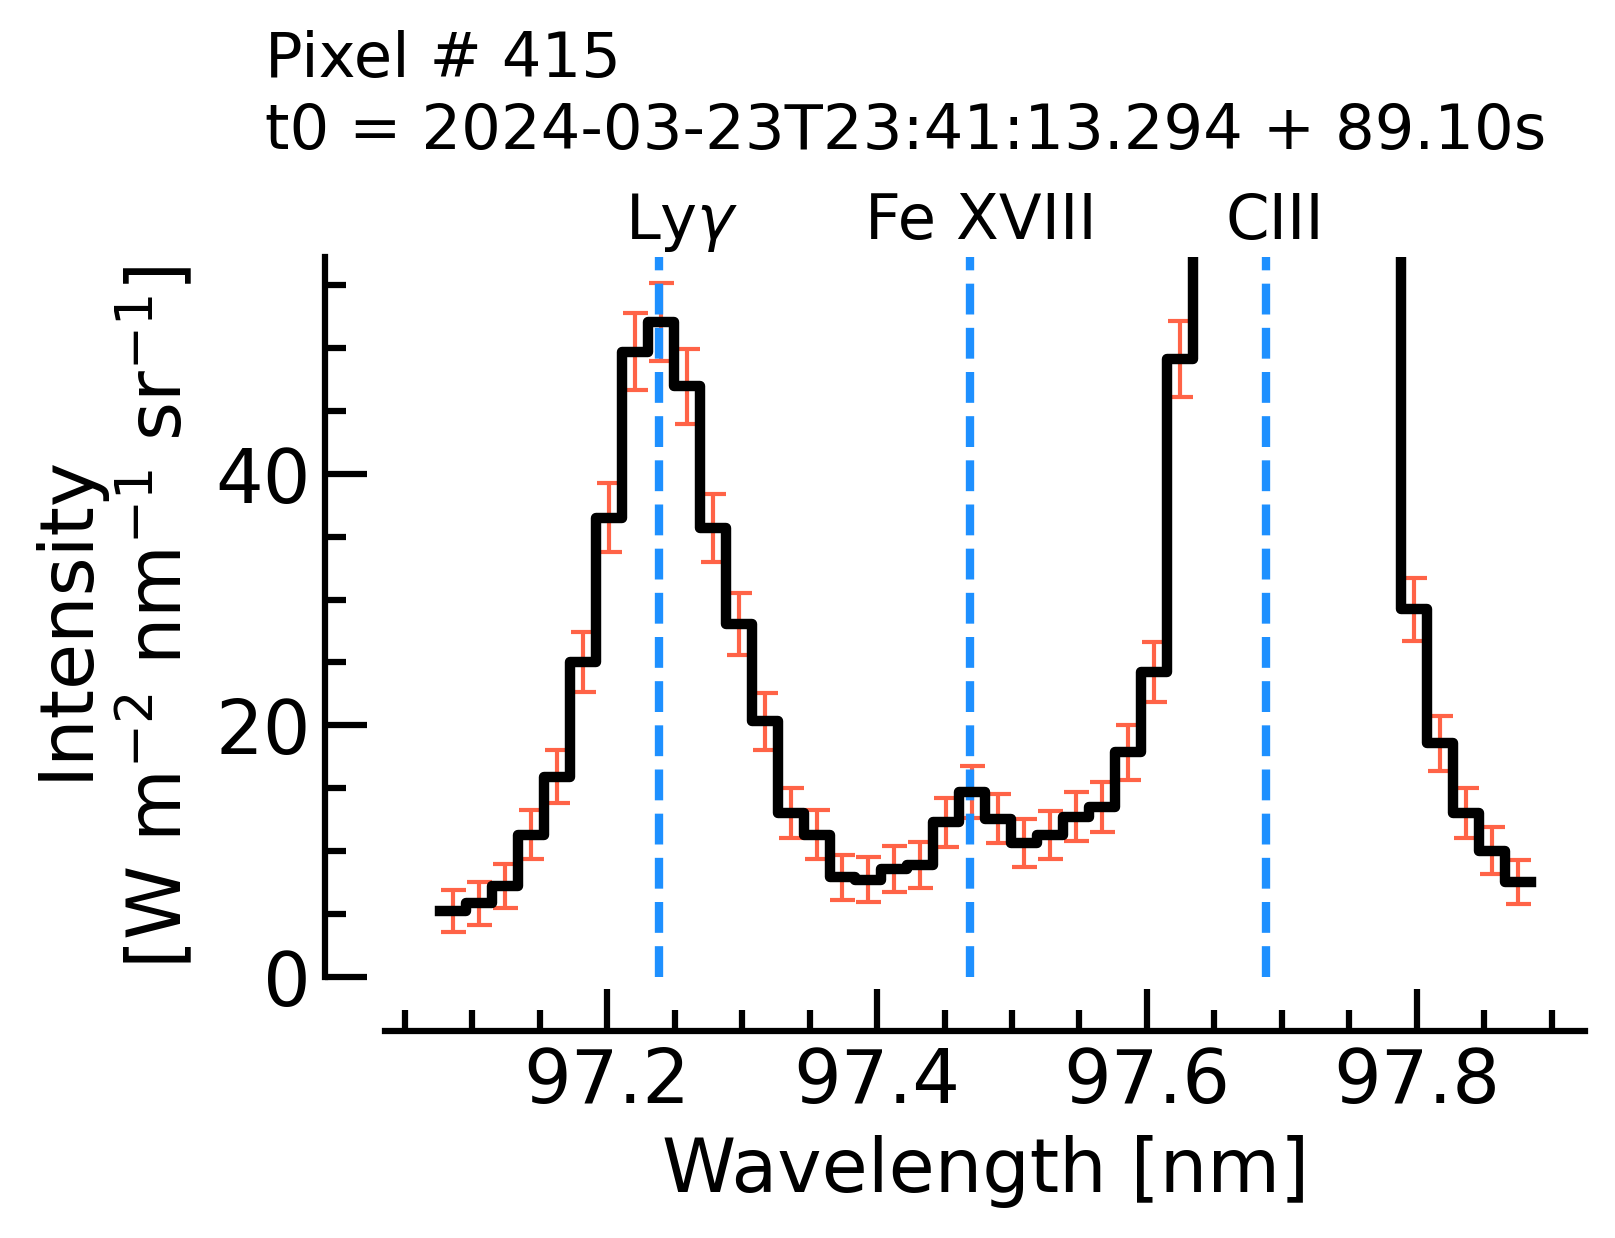 Pixel # 415
t0 = 2024-03-23T23:41:13.294 + 89.10s
Lyγ Fe XVIII CIII
Intensity
[W m⁻² nm⁻¹ sr⁻¹]
40
20
0
97.2 97.4 97.6 97.8
Wavelength [nm]